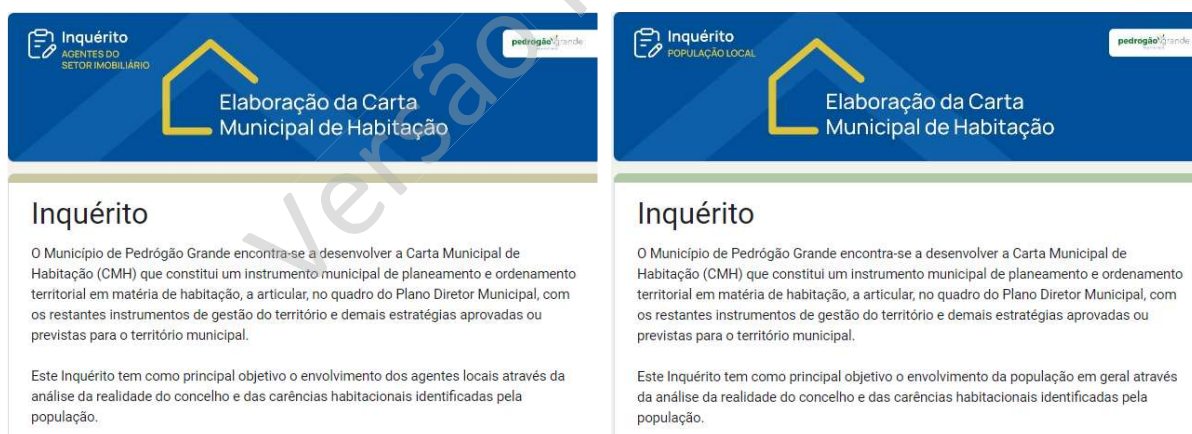 Inquérito
AGENTES DO
SETOR IMOBILIÁRIO
pedrógão grande
Elaboração da Carta
Municipal de Habitação
Inquérito
O Município de Pedrógão Grande encontra-se a desenvolver a Carta Municipal de
Habitação (CMH) que constitui um instrumento municipal de planeamento e ordenamento
territorial em matéria de habitação, a articular, no quadro do Plano Diretor Municipal, com
os restantes instrumentos de gestão do território e demais estratégias aprovadas ou
previstas para o território municipal.
Este Inquérito tem como principal objetivo o envolvimento dos agentes locais através da
análise da realidade do concelho e das carências habitacionais identificadas pela
população.
Inquérito
POPULAÇÃO LOCAL
pedrógão grande
Elaboração da Carta
Municipal de Habitação
Inquérito
O Município de Pedrógão Grande encontra-se a desenvolver a Carta Municipal de
Habitação (CMH) que constitui um instrumento municipal de planeamento e ordenamento
territorial em matéria de habitação, a articular, no quadro do Plano Diretor Municipal, com
os restantes instrumentos de gestão do território e demais estratégias aprovadas ou
previstas para o território municipal.
Este Inquérito tem como principal objetivo o envolvimento da população em geral através
da análise da realidade do concelho e das carências habitacionais identificadas pela
população.
Versão